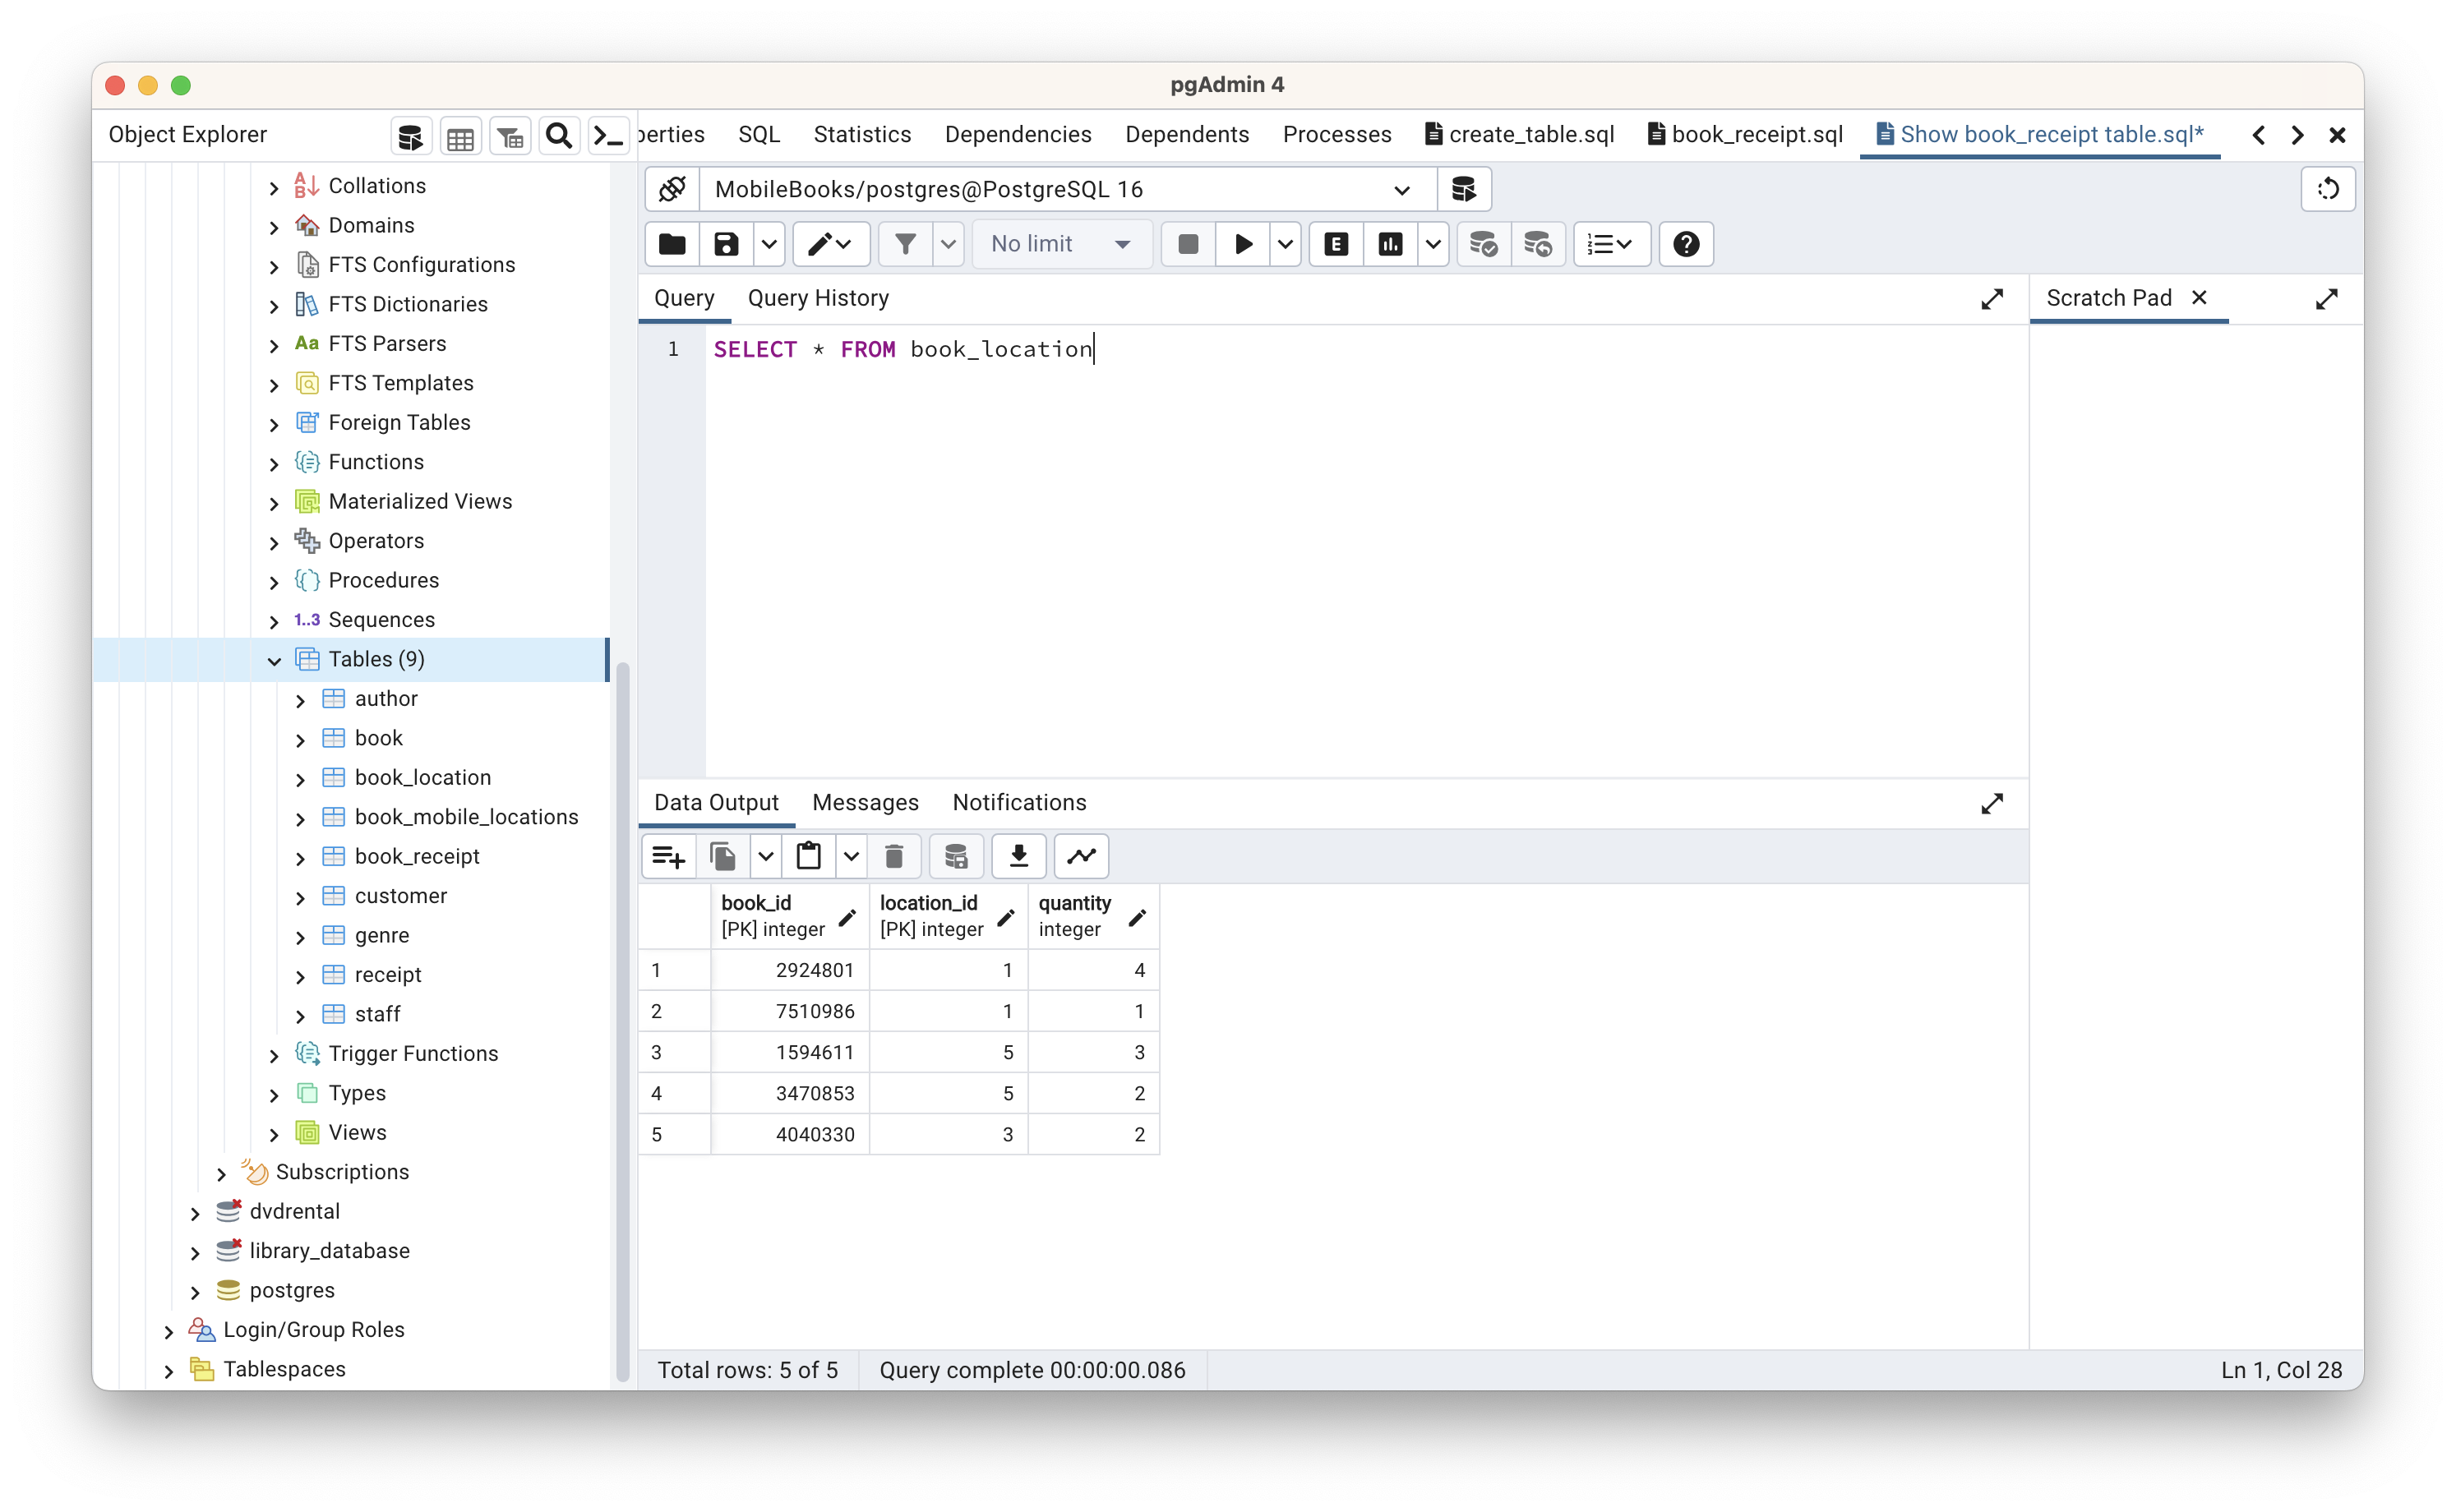 pgAdmin 4
Object Explorer
perties SQL Statistics Dependencies Dependents Processes create_table.sql book_receipt.sql Show book_receipt table.sql*
MobileBooks/postgres@PostgreSQL 16
No limit
E
Query Query History
Scratch Pad
1 SELECT * FROM book_location
Collations
Domains
FTS Configurations
FTS Dictionaries
Aa FTS Parsers
FTS Templates
Foreign Tables
Functions
Materialized Views
Operators
Procedures
1..3 Sequences
Tables (9)
author
book
book_location
book_mobile_locations
book_receipt
customer
genre
receipt
staff
Trigger Functions
Types
Views
Subscriptions
dvdrental
library_database
postgres
Login/Group Roles
Tablespaces
Data Output Messages Notifications
book_id location_id quantity
[PK] integer [PK] integer integer
1 2924801 1 4
2 7510986 1 1
3 1594611 5 3
4 3470853 5 2
5 4040330 3 2
Total rows: 5 of 5 Query complete 00:00:00.086 Ln 1, Col 28